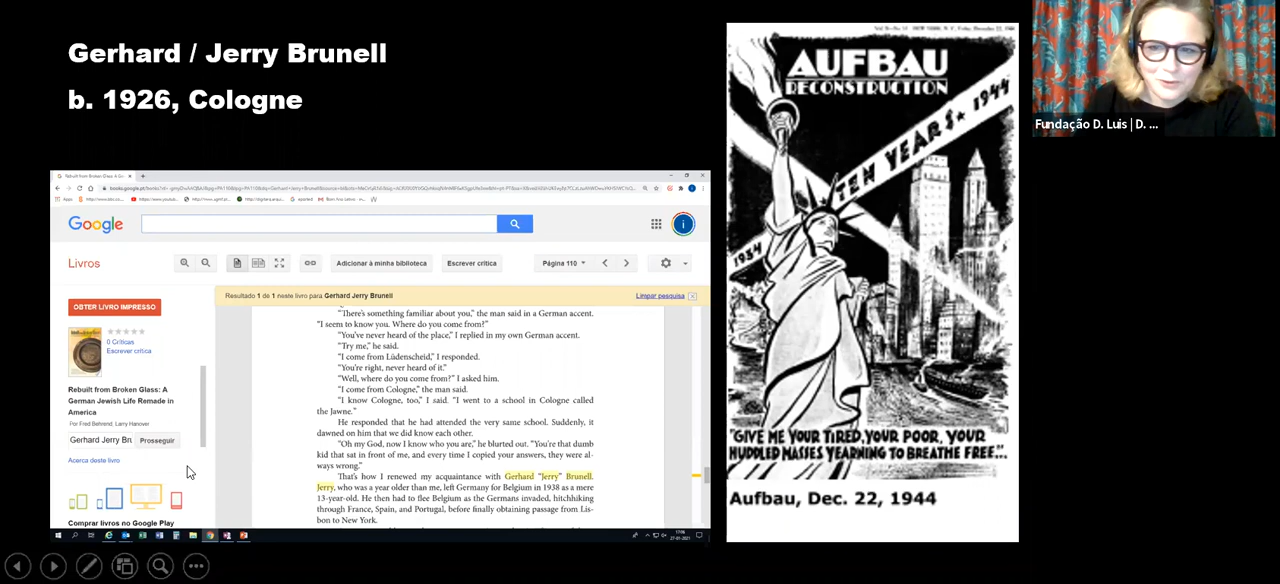 Gerhard / Jerry Brunell
b. 1926, Cologne
Google
Livros
Adicionar à minha biblioteca
Escrever crítica
Página 110
Resultado 1 de 1 neste livro para Gerhard Jerry Brunell
Limpar pesquisa
OBTER LIVRO IMPRESSO
0 Críticas
Escrever crítica
Rebuilt from Broken Glass: A
German Jewish Life Remade in
America
Por Fred Behrend, Larry Hanover
Gerhard Jerry Bru
Prosseguir
Acerca deste livro
Comprar livros no Google Play
"There's something familiar about you," the man said in a German accent.
"I seem to know you. Where do you come from?"
"You've never heard of the place," I replied in my own German accent.
"Try me," he said.
"I come from Lüdenscheid," I responded.
"You're right, never heard of it."
"Well, where do you come from?" I asked him.
"I come from Cologne," the man said.
"I know Cologne, too," I said. "I went to a school in Cologne called
the Jawne."
He responded that he had attended the very same school. Suddenly, it
dawned on him that we did know each other.
"Oh my God, now I know who you are," he blurted out. "You're that dumb
kid that sat in front of me, and every time I copied your answers, they were al-
ways wrong."
That's how I renewed my acquaintance with Gerhard "Jerry" Brunell.
Jerry, who was a year older than me, left Germany for Belgium in 1938 as a mere
13-year-old. He then had to flee Belgium as the Germans invaded, hitchhiking
through France, Spain, and Portugal, before finally obtaining passage from Lis-
bon to New York.
17:06
27-01-2021
AUFBAU
RECONSTRUCTION
TEN YEARS
1944
1934
"GIVE ME YOUR TIRED, YOUR POOR, YOUR
HUDDLED MASSES YEARNING TO BREATHE FREE...
Aufbau, Dec. 22, 1944
Fundação D. Luis | D. ...